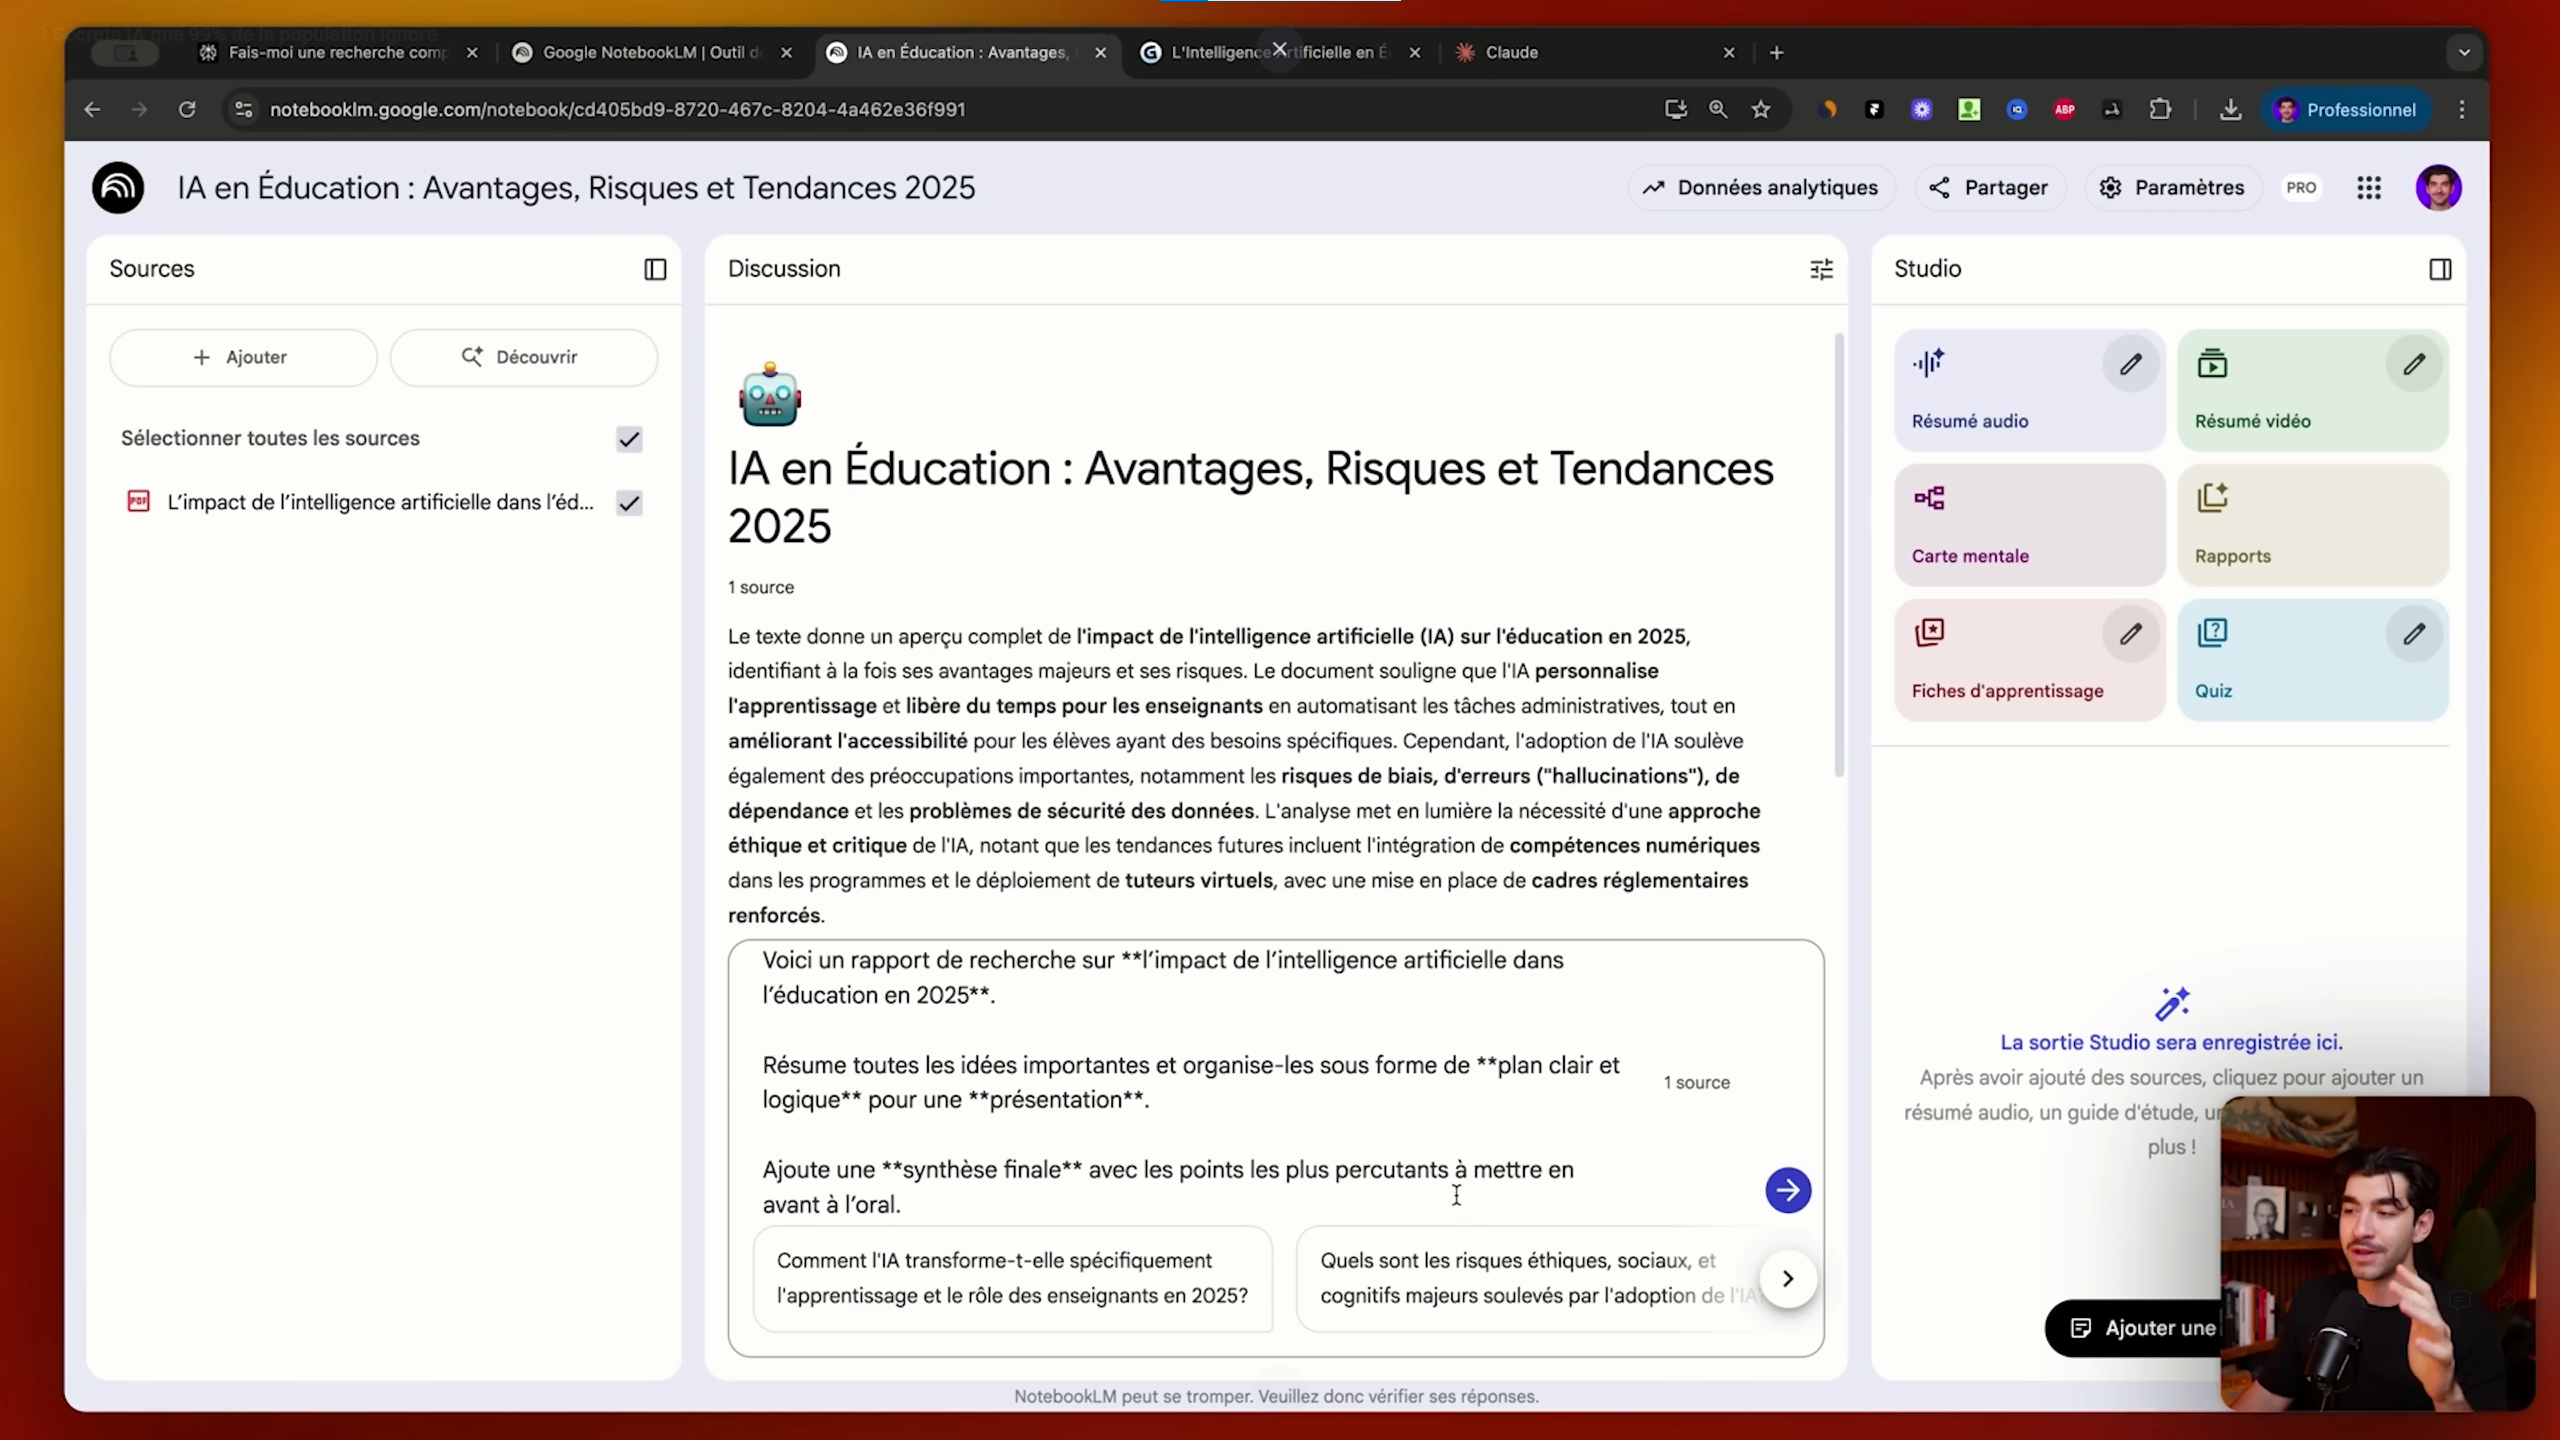 3 Secrets IA que 99% de la population ignore
Fais-moi une recherche comp
Google NotebookLM | Outil d
IA en Éducation : Avantages,
L'Intelligence Artificielle en É
Claude
notebooklm.google.com/notebook/cd405bd9-8720-467c-8204-4a462e36f991
ABP
Professionnel
IA en Éducation : Avantages, Risques et Tendances 2025
Données analytiques
Partager
Paramètres
PRO
Sources
Ajouter
Découvrir
Sélectionner toutes les sources
PDF
L’impact de l’intelligence artificielle dans l’éd...
Discussion
IA en Éducation : Avantages, Risques et Tendances
2025
1 source
Le texte donne un aperçu complet de l'impact de l'intelligence artificielle (IA) sur l'éducation en 2025,
identifiant à la fois ses avantages majeurs et ses risques. Le document souligne que l'IA personnalise
l'apprentissage et libère du temps pour les enseignants en automatisant les tâches administratives, tout en
améliorant l'accessibilité pour les élèves ayant des besoins spécifiques. Cependant, l'adoption de l'IA soulève
également des préoccupations importantes, notamment les risques de biais, d'erreurs ("hallucinations"), de
dépendance et les problèmes de sécurité des données. L'analyse met en lumière la nécessité d'une approche
éthique et critique de l'IA, notant que les tendances futures incluent l'intégration de compétences numériques
dans les programmes et le déploiement de tuteurs virtuels, avec une mise en place de cadres réglementaires
renforcés.
Voici un rapport de recherche sur **l’impact de l’intelligence artificielle dans
l’éducation en 2025**.
Résume toutes les idées importantes et organise-les sous forme de **plan clair et
logique** pour une **présentation**.
1 source
Ajoute une **synthèse finale** avec les points les plus percutants à mettre en
avant à l’oral.
Comment l'IA transforme-t-elle spécifiquement
l'apprentissage et le rôle des enseignants en 2025?
Quels sont les risques éthiques, sociaux, et
cognitifs majeurs soulevés par l'adoption de l'IA
NotebookLM peut se tromper. Veuillez donc vérifier ses réponses.
Studio
Résumé audio
Résumé vidéo
Carte mentale
Rapports
Fiches d'apprentissage
Quiz
La sortie Studio sera enregistrée ici.
Après avoir ajouté des sources, cliquez pour ajouter un
résumé audio, un guide d'étude, un
plus !
Ajouter une